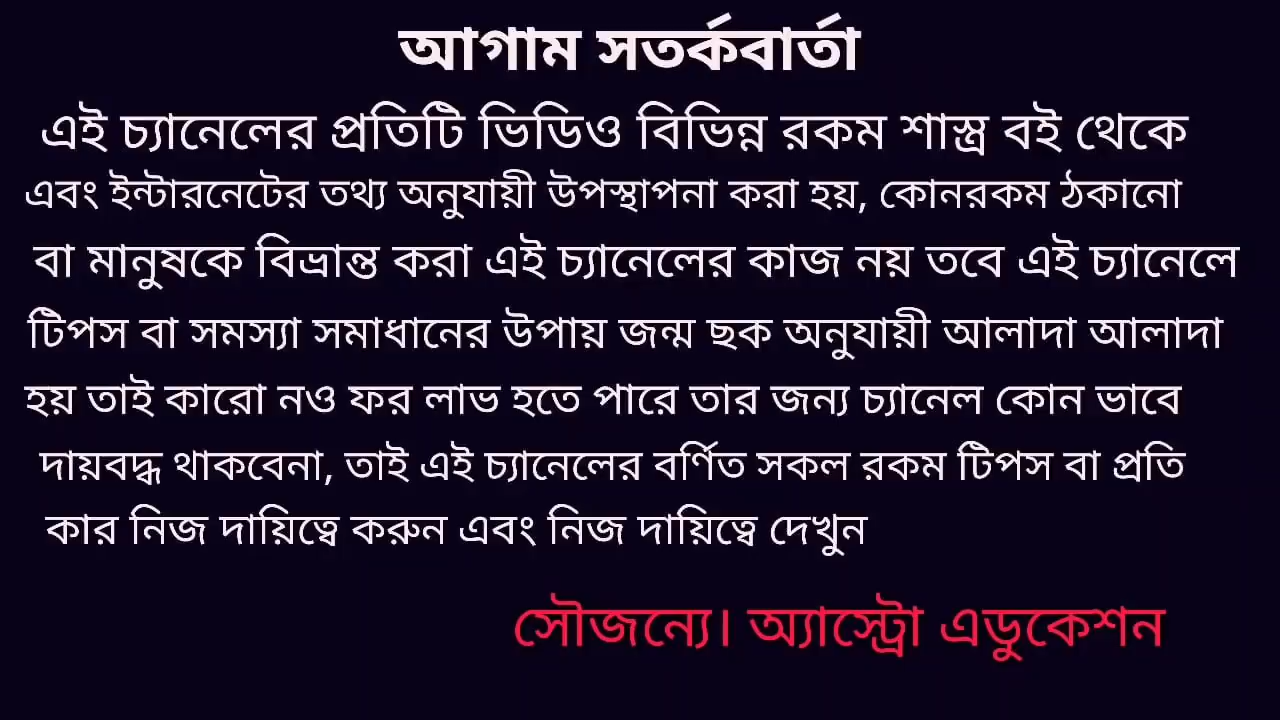 আগাম সতর্কবার্তা
এই চ্যানেলের প্রতিটি ভিডিও বিভিন্ন রকম শাস্ত্র বই থেকে
এবং ইন্টারনেটের তথ্য অনুযায়ী উপস্থাপনা করা হয়, কোনরকম ঠকানো
বা মানুষকে বিভ্রান্ত করা এই চ্যানেলের কাজ নয় তবে এই চ্যানেলে
টিপস বা সমস্যা সমাধানের উপায় জন্ম ছক অনুযায়ী আলাদা আলাদা
হয় তাই কারো নও ফর লাভ হতে পারে তার জন্য চ্যানেল কোন ভাবে
দায়বদ্ধ থাকবেনা, তাই এই চ্যানেলের বর্ণিত সকল রকম টিপস বা প্রতি
কার নিজ দায়িত্বে করুন এবং নিজ দায়িত্বে দেখুন
সৌজন্যে। অ্যাস্ট্রো এডুকেশন